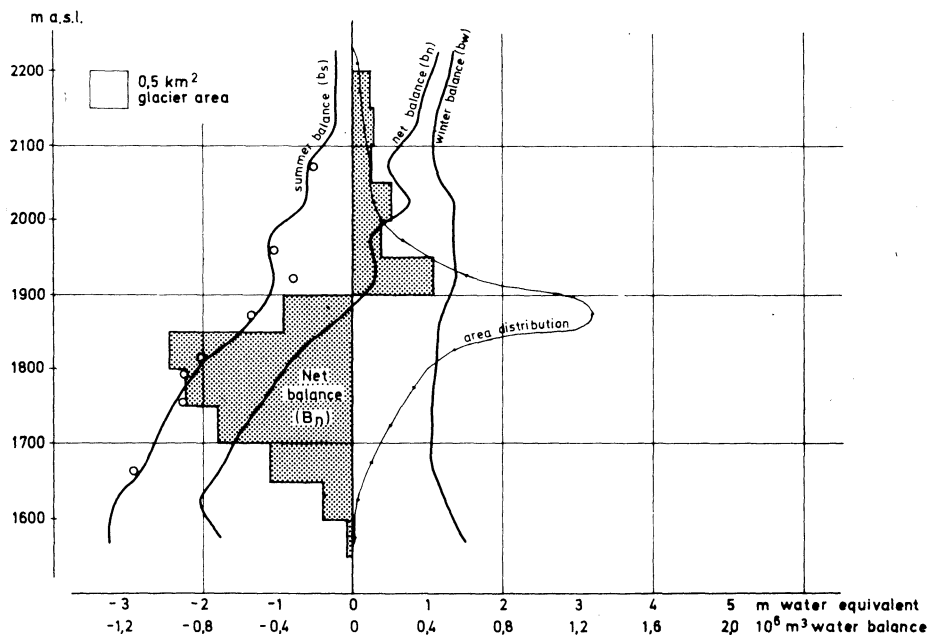 m a.s.l.
2200
2100
2000
1900
1800
1700
1600
0,5 km²
glacier area
summer balance (bs)
net balance (bn)
winter balance (bw)
area distribution
Net
balance
(Bn)
-3 -2 -1 0 1 2 3 4 5 m water equivalent
-1,2 -0,8 -0,4 0 0,4 0,8 1,2 1,6 2,0 10⁶ m³ water balance